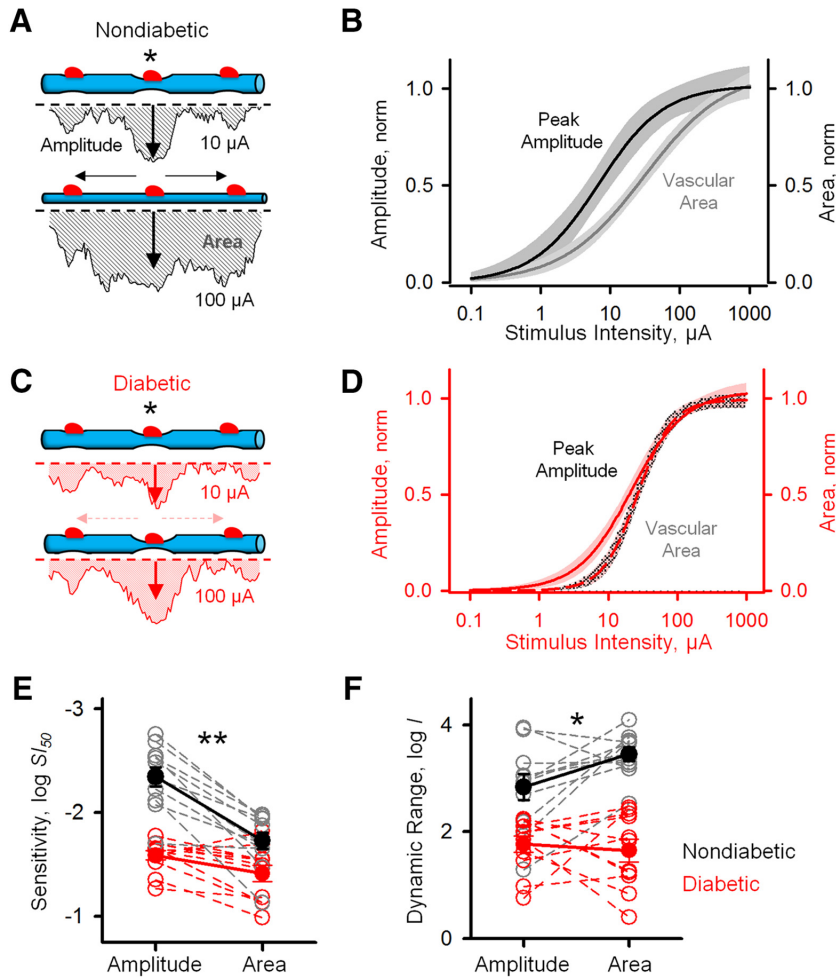 A
Nondiabetic
*
Amplitude
10 µA
Area
100 µA
B
Amplitude, norm
1.0
0.5
0.0
Peak
Amplitude
Vascular
Area
1.0
0.5
0.0
Area, norm
0.1 1 10 100 1000
Stimulus Intensity, µA
C
Diabetic
*
10 µA
100 µA
D
Amplitude, norm
1.0
0.5
0.0
Peak
Amplitude
Vascular
Area
1.0
0.5
0.0
Area, norm
0.1 1 10 100 1000
Stimulus Intensity, µA
E
Sensitivity, log SI50
-3
-2
-1
**
Amplitude Area
F
Dynamic Range, log I
4
2
0
*
Amplitude Area
Nondiabetic
Diabetic